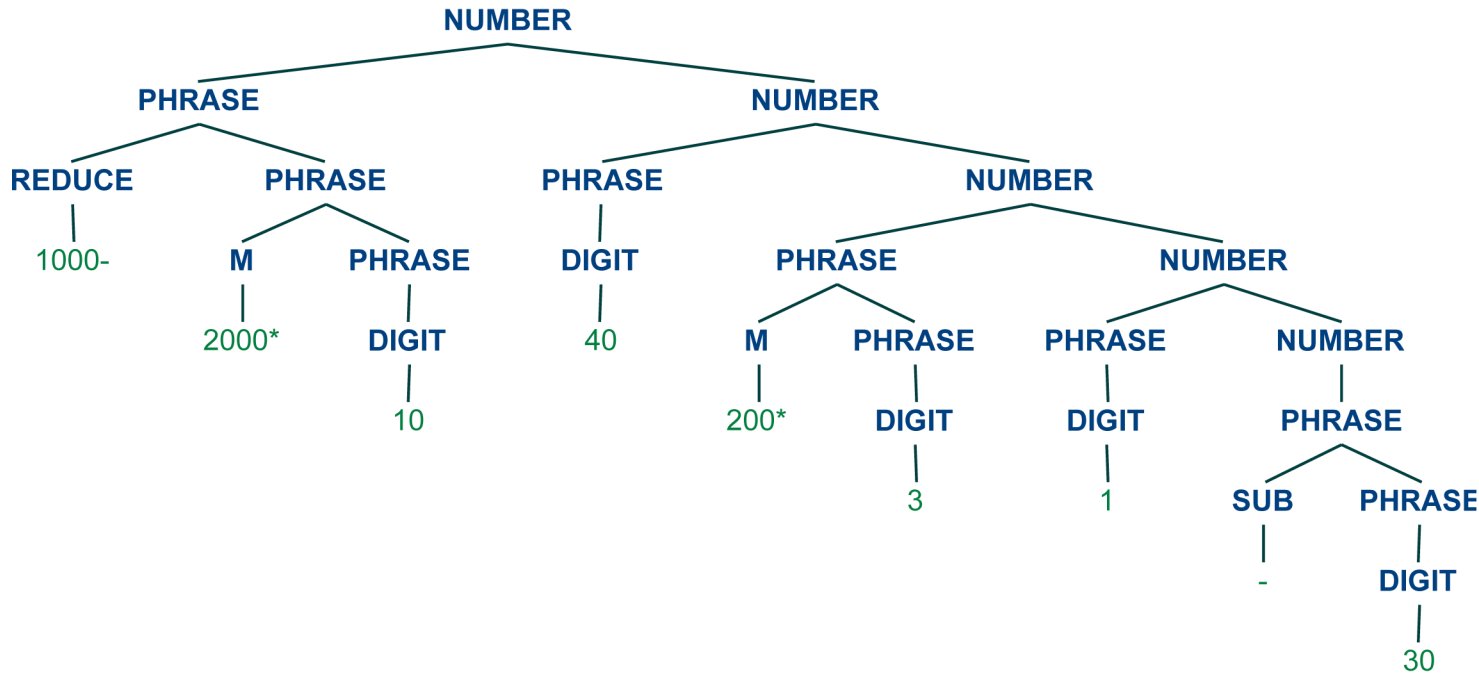 NUMBER
PHRASE NUMBER
REDUCE PHRASE PHRASE NUMBER
1000- M PHRASE DIGIT PHRASE NUMBER
2000* DIGIT 40 M PHRASE PHRASE NUMBER
10 200* DIGIT DIGIT PHRASE
3 1 SUB PHRASE
- DIGIT
30